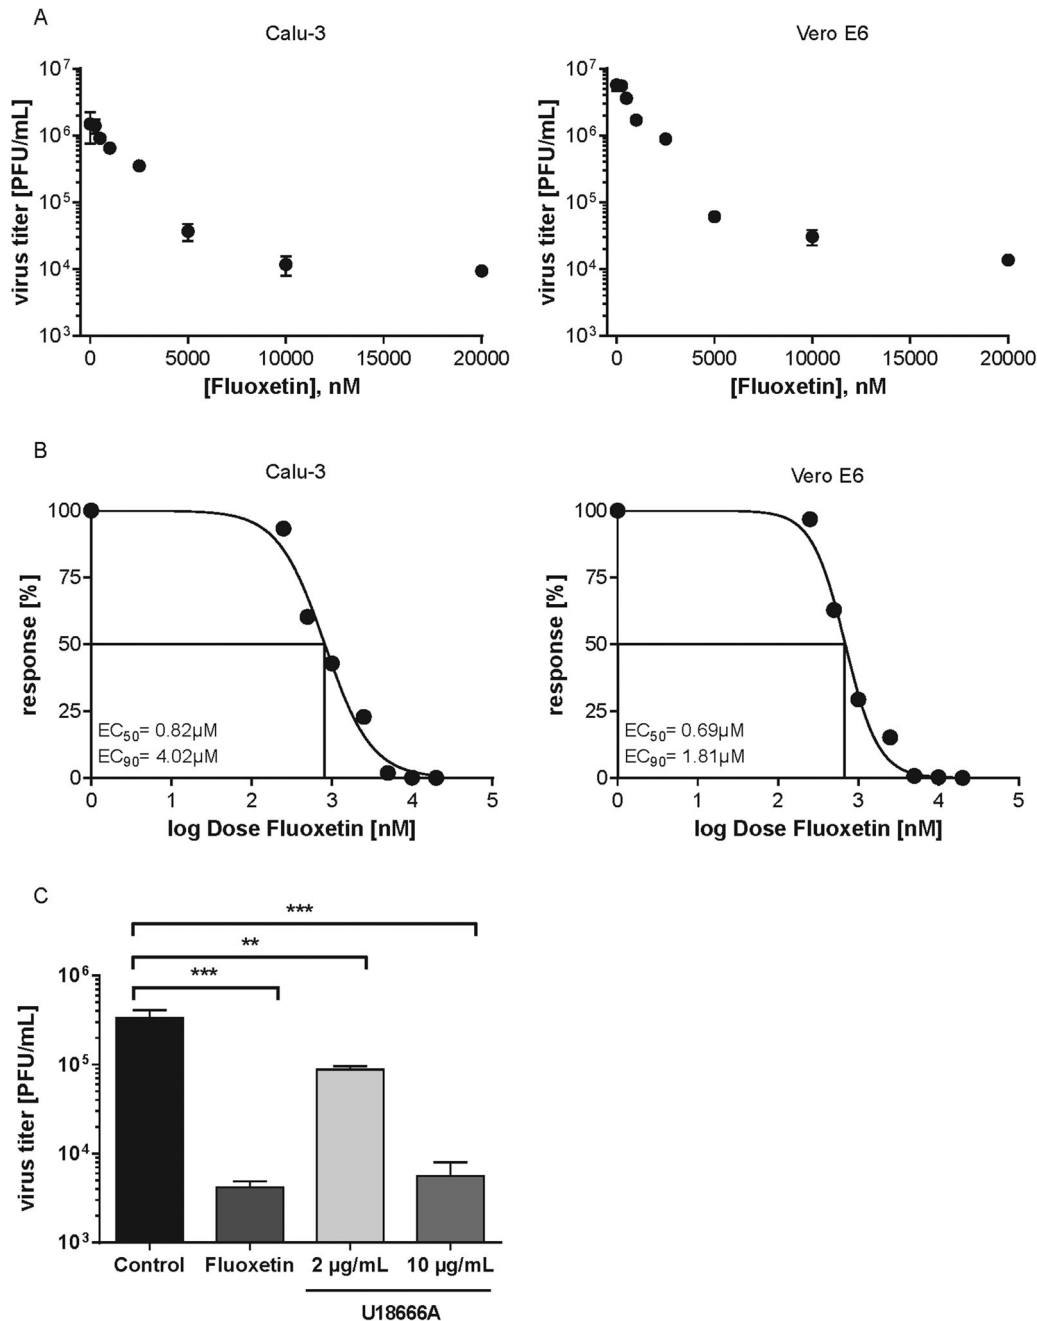 A
Calu-3
Vero E6
virus titer [PFU/mL]
10⁷
10⁶
10⁵
10⁴
10³
0 5000 10000 15000 20000
[Fluoxetin], nM
virus titer [PFU/mL]
10⁷
10⁶
10⁵
10⁴
10³
0 5000 10000 15000 20000
[Fluoxetin], nM
B
Calu-3
Vero E6
response [%]
100
75
50
25
0
EC₅₀= 0.82µM
EC₉₀= 4.02µM
0 1 2 3 4 5
log Dose Fluoxetin [nM]
response [%]
100
75
50
25
0
EC₅₀= 0.69µM
EC₉₀= 1.81µM
0 1 2 3 4 5
log Dose Fluoxetin [nM]
C
***
**
***
virus titer [PFU/mL]
10⁶
10⁵
10⁴
10³
Control Fluoxetin 2 µg/mL 10 µg/mL
U18666A